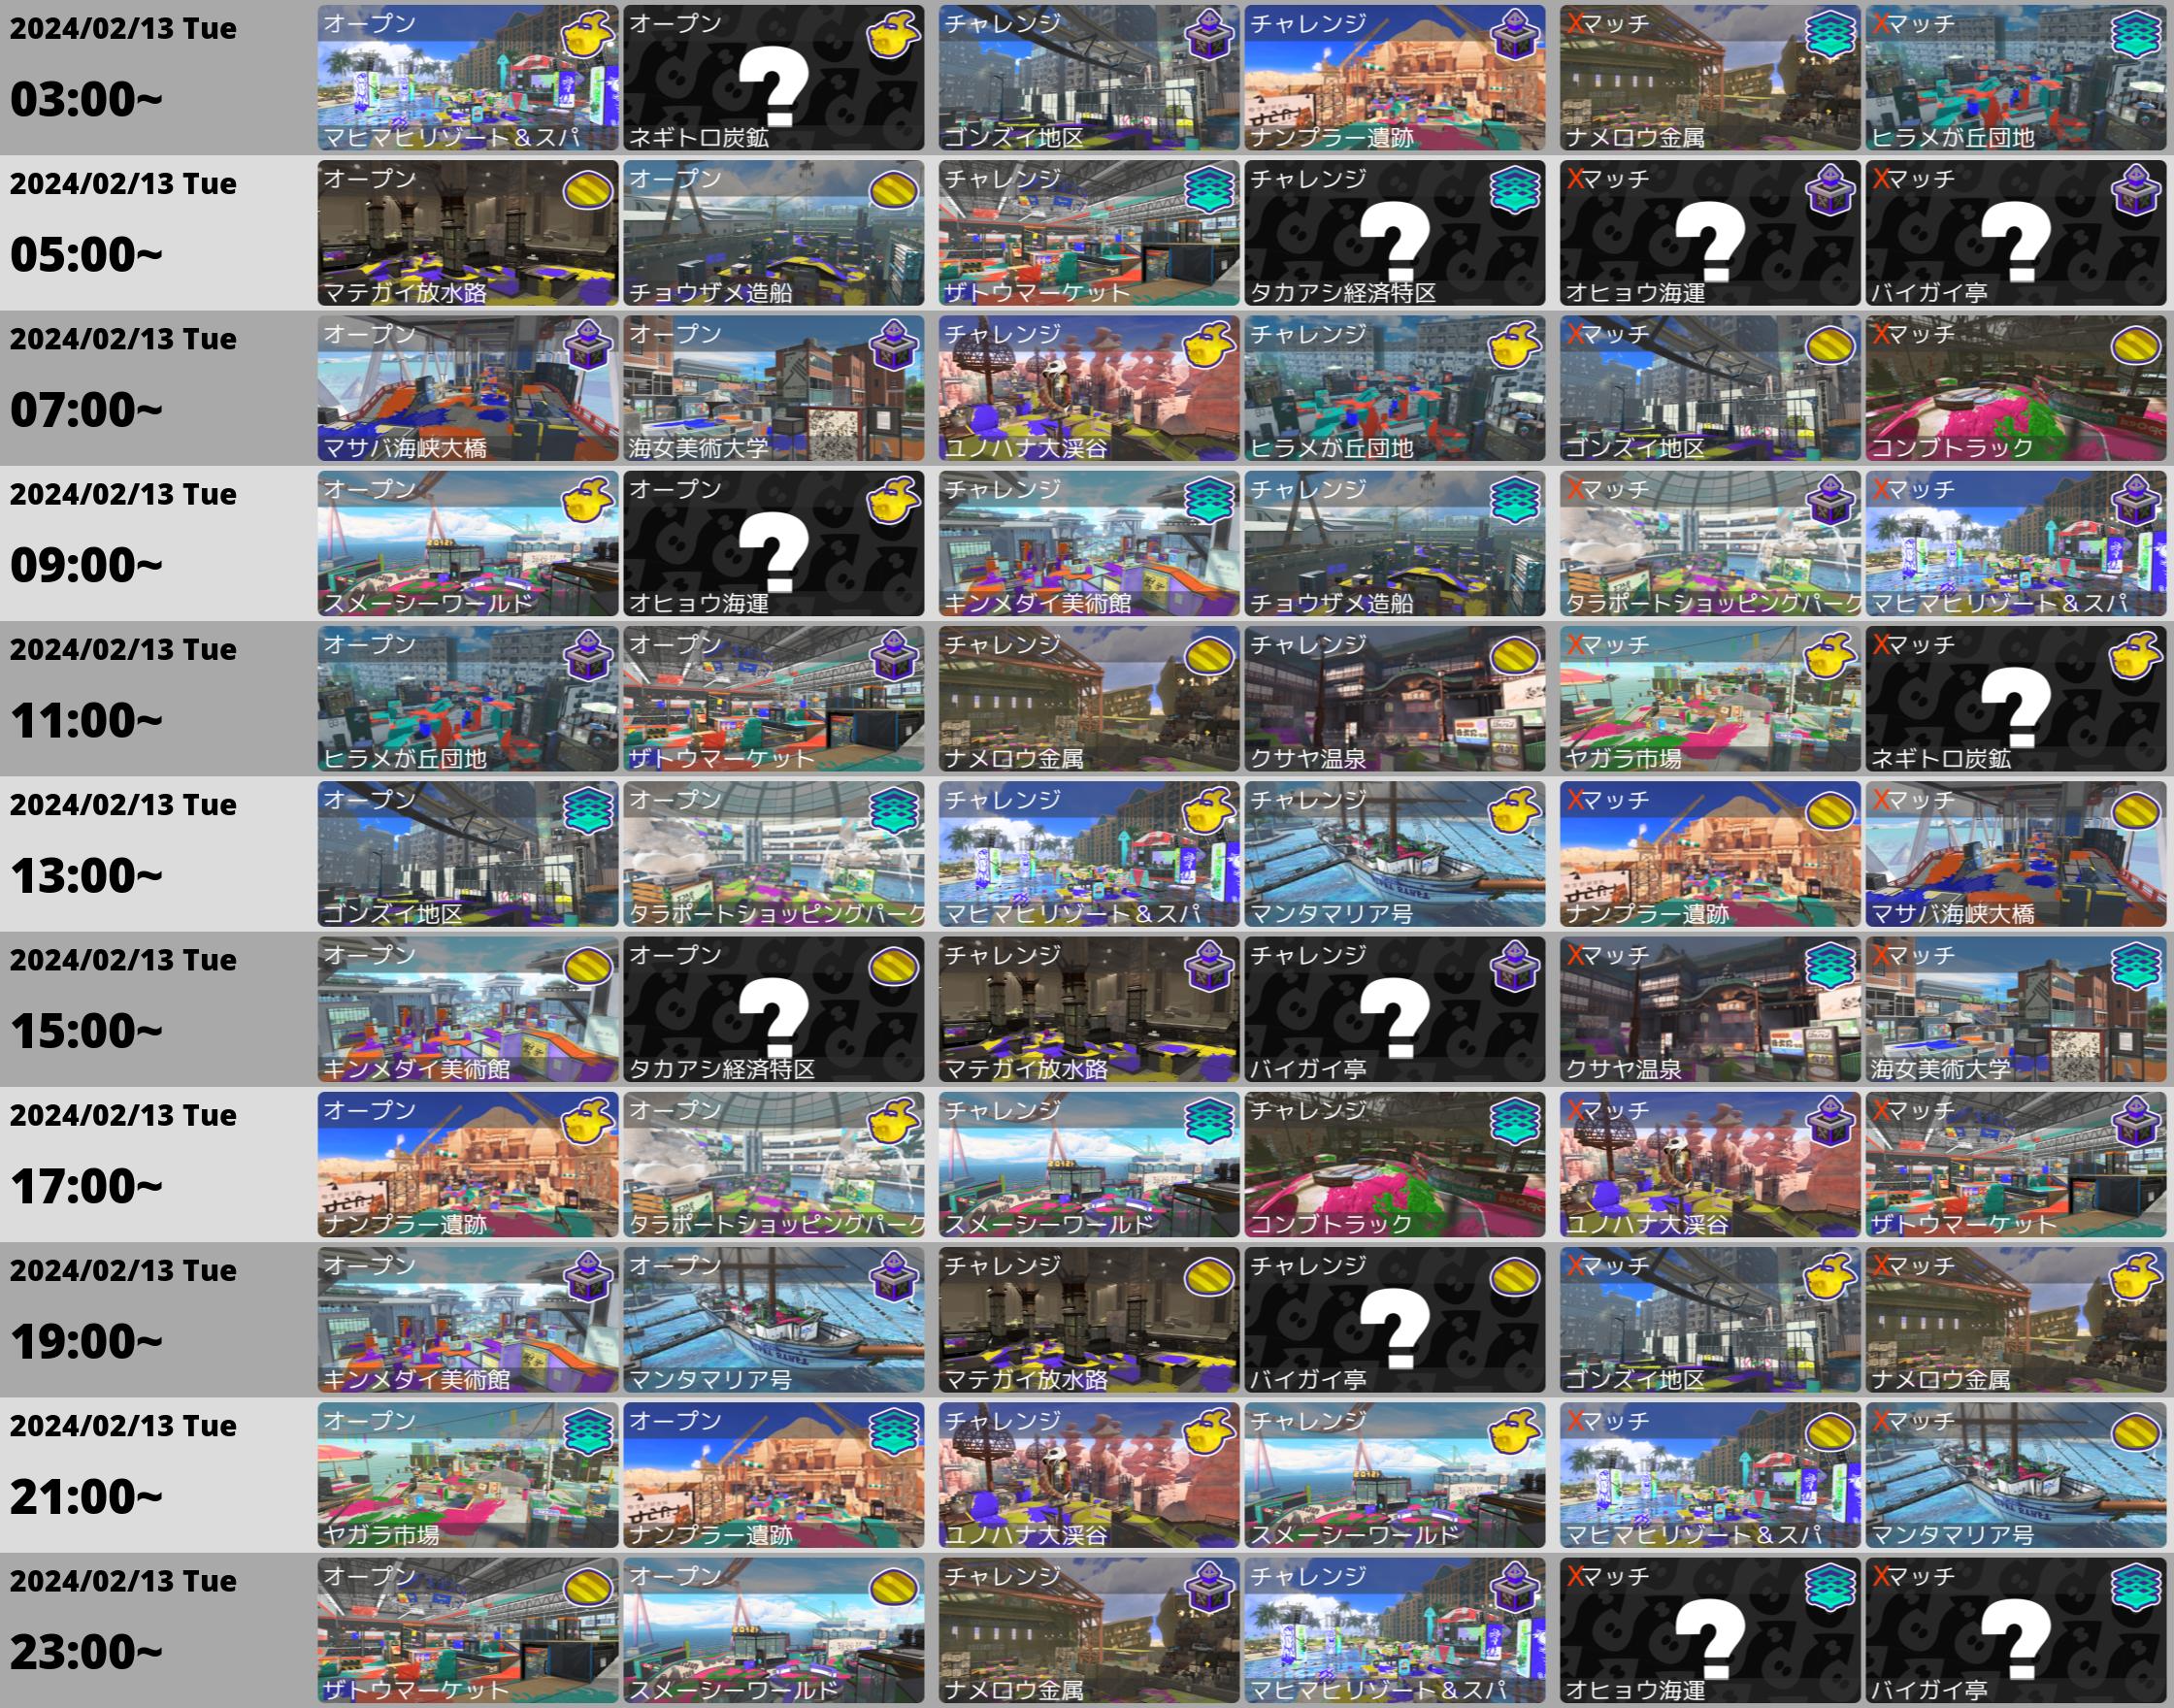 2024/02/13 Tue
03:00~
オープン
マヒマヒリゾート＆スパ
オープン
ネギトロ炭鉱
チャレンジ
ゴンズイ地区
チャレンジ
ナンプラー遺跡
Xマッチ
ナメロウ金属
Xマッチ
ヒラメが丘団地
2024/02/13 Tue
05:00~
オープン
マテガイ放水路
オープン
チョウザメ造船
チャレンジ
ザトウマーケット
チャレンジ
タカアシ経済特区
Xマッチ
オヒョウ海運
Xマッチ
バイガイ亭
2024/02/13 Tue
07:00~
オープン
マサバ海峡大橋
オープン
海女美術大学
チャレンジ
ユノハナ大渓谷
チャレンジ
ヒラメが丘団地
Xマッチ
ゴンズイ地区
Xマッチ
コンブトラック
2024/02/13 Tue
09:00~
オープン
スメーシーワールド
オープン
オヒョウ海運
チャレンジ
キンメダイ美術館
チャレンジ
チョウザメ造船
Xマッチ
タラポートショッピングパーク
Xマッチ
マヒマヒリゾート＆スパ
2024/02/13 Tue
11:00~
オープン
ヒラメが丘団地
オープン
ザトウマーケット
チャレンジ
ナメロウ金属
チャレンジ
クサヤ温泉
Xマッチ
ヤガラ市場
Xマッチ
ネギトロ炭鉱
2024/02/13 Tue
13:00~
オープン
ゴンズイ地区
オープン
タラポートショッピングパーク
チャレンジ
マヒマヒリゾート＆スパ
チャレンジ
マンタマリア号
Xマッチ
ナンプラー遺跡
Xマッチ
マサバ海峡大橋
2024/02/13 Tue
15:00~
オープン
キンメダイ美術館
オープン
タカアシ経済特区
チャレンジ
マテガイ放水路
チャレンジ
バイガイ亭
Xマッチ
クサヤ温泉
Xマッチ
海女美術大学
2024/02/13 Tue
17:00~
オープン
ナンプラー遺跡
オープン
タラポートショッピングパーク
チャレンジ
スメーシーワールド
チャレンジ
コンブトラック
Xマッチ
ユノハナ大渓谷
Xマッチ
ザトウマーケット
2024/02/13 Tue
19:00~
オープン
キンメダイ美術館
オープン
マンタマリア号
チャレンジ
マテガイ放水路
チャレンジ
バイガイ亭
Xマッチ
ゴンズイ地区
Xマッチ
ナメロウ金属
2024/02/13 Tue
21:00~
オープン
ヤガラ市場
オープン
ナンプラー遺跡
チャレンジ
ユノハナ大渓谷
チャレンジ
スメーシーワールド
Xマッチ
マヒマヒリゾート＆スパ
Xマッチ
マンタマリア号
2024/02/13 Tue
23:00~
オープン
ザトウマーケット
オープン
スメーシーワールド
チャレンジ
ナメロウ金属
チャレンジ
マヒマヒリゾート＆スパ
Xマッチ
オヒョウ海運
Xマッチ
バイガイ亭